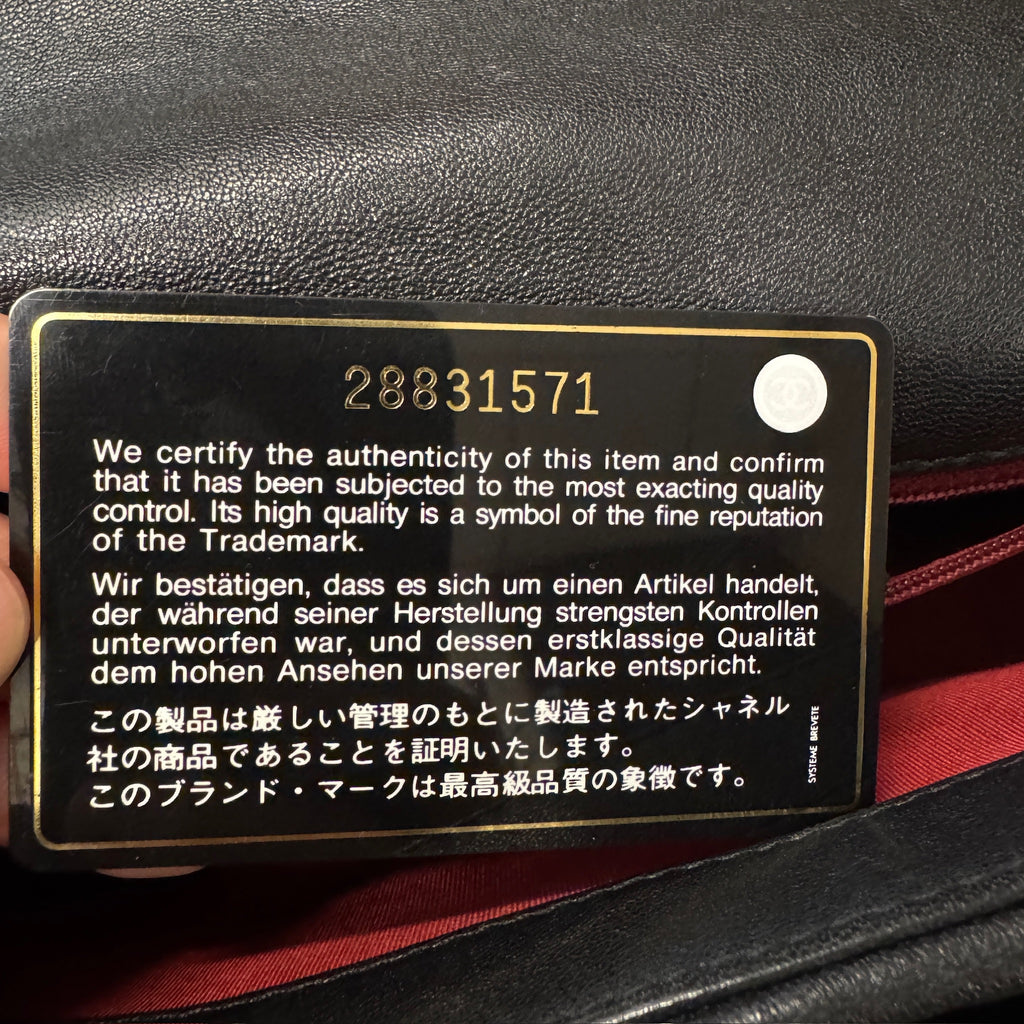 28831571
We certify the authenticity of this item and confirm
that it has been subjected to the most exacting quality
control. Its high quality is a symbol of the fine reputation
of the Trademark.
Wir bestätigen, dass es sich um einen Artikel handelt,
der während seiner Herstellung strengsten Kontrollen
unterworfen war, und dessen erstklassige Qualität
dem hohen Ansehen unserer Marke entspricht.
この製品は厳しい管理のもとに製造されたシャネル
社の商品であることを証明いたします。
このブランド・マークは最高級品質の象徴です。
SYSTEME BREVETE